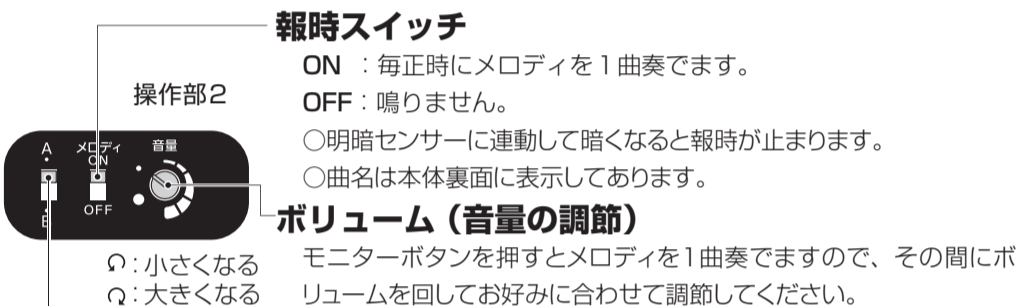 報時スイッチ
ON ：毎正時にメロディを1曲奏でます。
OFF：鳴りません。
○明暗センサーに連動して暗くなると報時が止まります。
○曲名は本体裏面に表示してあります。
操作部2
A
メロディ
ON
音量
OFF
B
ボリューム（音量の調節）
モニターボタンを押すとメロディを1曲奏でますので、その間にボ
リュームを回してお好みに合わせて調節してください。
：小さくなる
：大きくなる